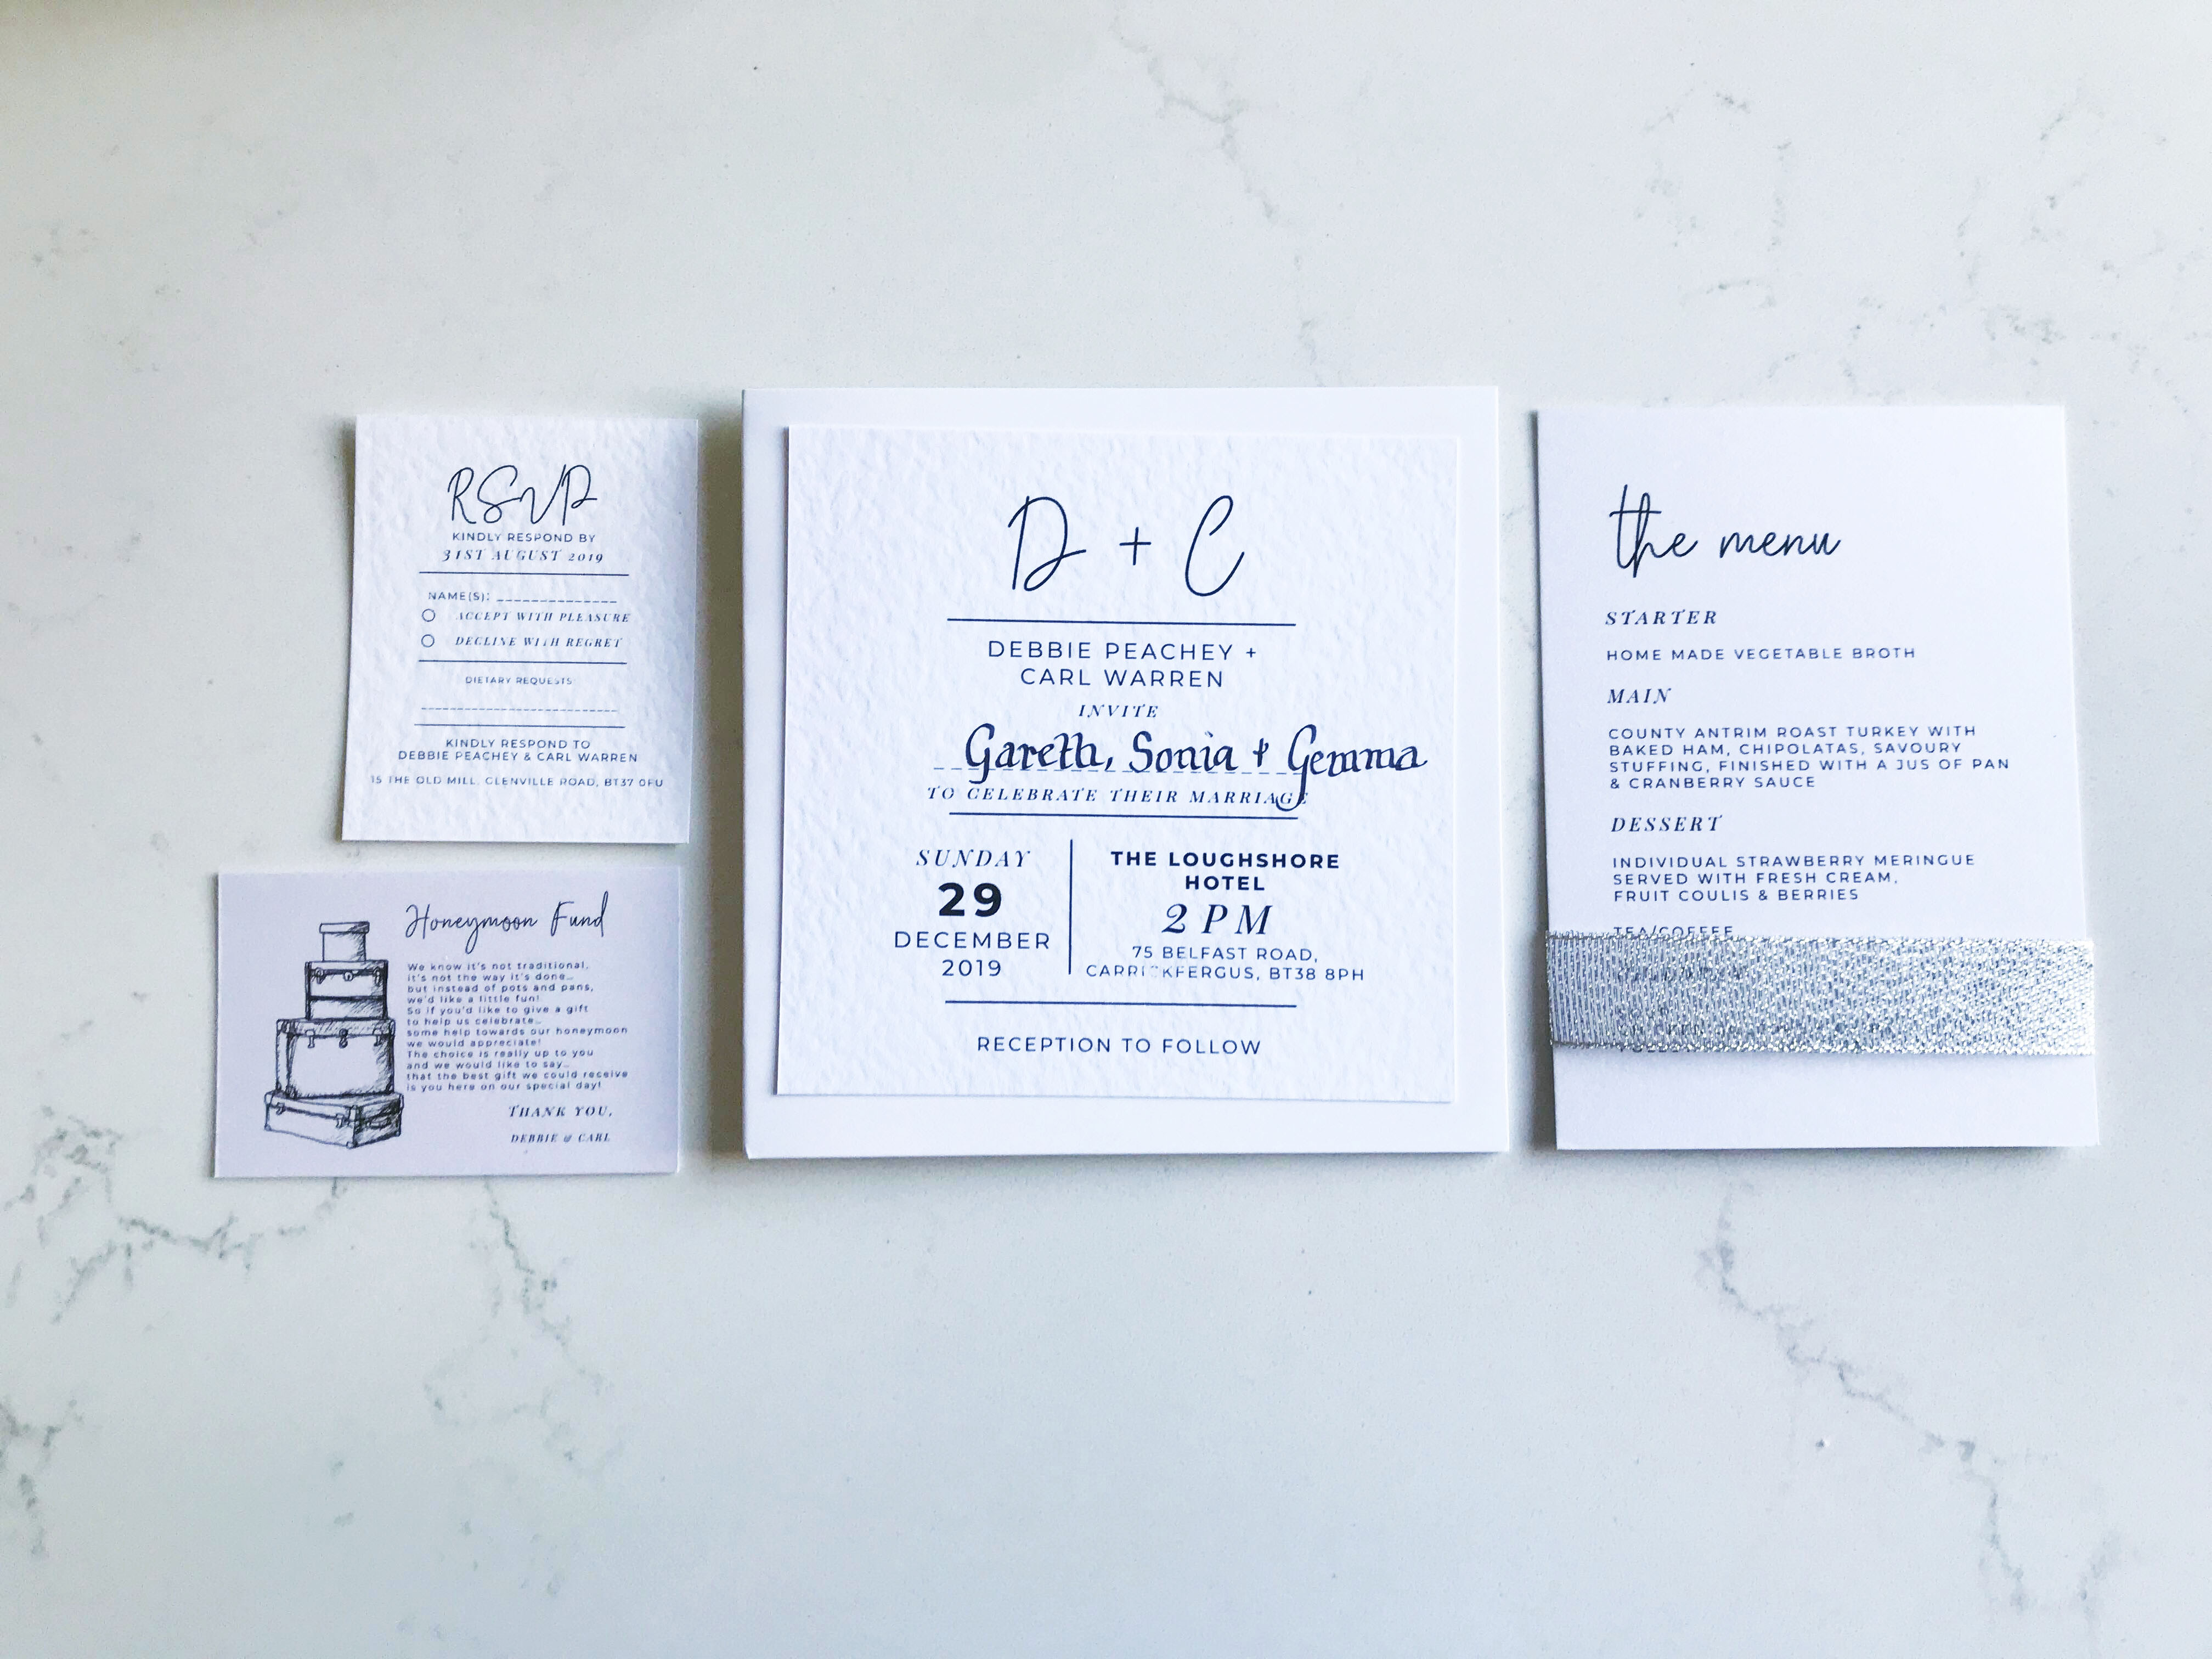 RSVP
KINDLY RESPOND BY
31ST AUGUST 2019
NAME(S): _______________
ACCEPT WITH PLEASURE
DECLINE WITH REGRET
DIETARY REQUESTS:
KINDLY RESPOND TO
DEBBIE PEACHEY & CARL WARREN
15 THE OLD MILL, GLENVILLE ROAD, BT37 0FU
Honeymoon Fund
We know it's not traditional,
it's not the way it's done...
but instead of pots and pans,
we'd like a little fun!
So if you'd like to give a gift
to help us celebrate...
some help towards our honeymoon
we would appreciate!
The choice is really up to you
and we would like to say...
that the best gift we could receive
is you here on our special day!
THANK YOU,
DEBBIE & CARL
D + C
DEBBIE PEACHEY +
CARL WARREN
INVITE
Gareth, Sonia + Gemma
TO CELEBRATE THEIR MARRIAGE
SUNDAY
29
DECEMBER
2019
THE LOUGHSHORE
HOTEL
2 PM
75 BELFAST ROAD,
CARRICKFERGUS, BT38 8PH
RECEPTION TO FOLLOW
the menu
STARTER
HOME MADE VEGETABLE BROTH
MAIN
COUNTY ANTRIM ROAST TURKEY WITH
BAKED HAM, CHIPOLATAS, SAVOURY
STUFFING, FINISHED WITH A JUS OF PAN
& CRANBERRY SAUCE
DESSERT
INDIVIDUAL STRAWBERRY MERINGUE
SERVED WITH FRESH CREAM,
FRUIT COULIS & BERRIES
TEA/COFFEE